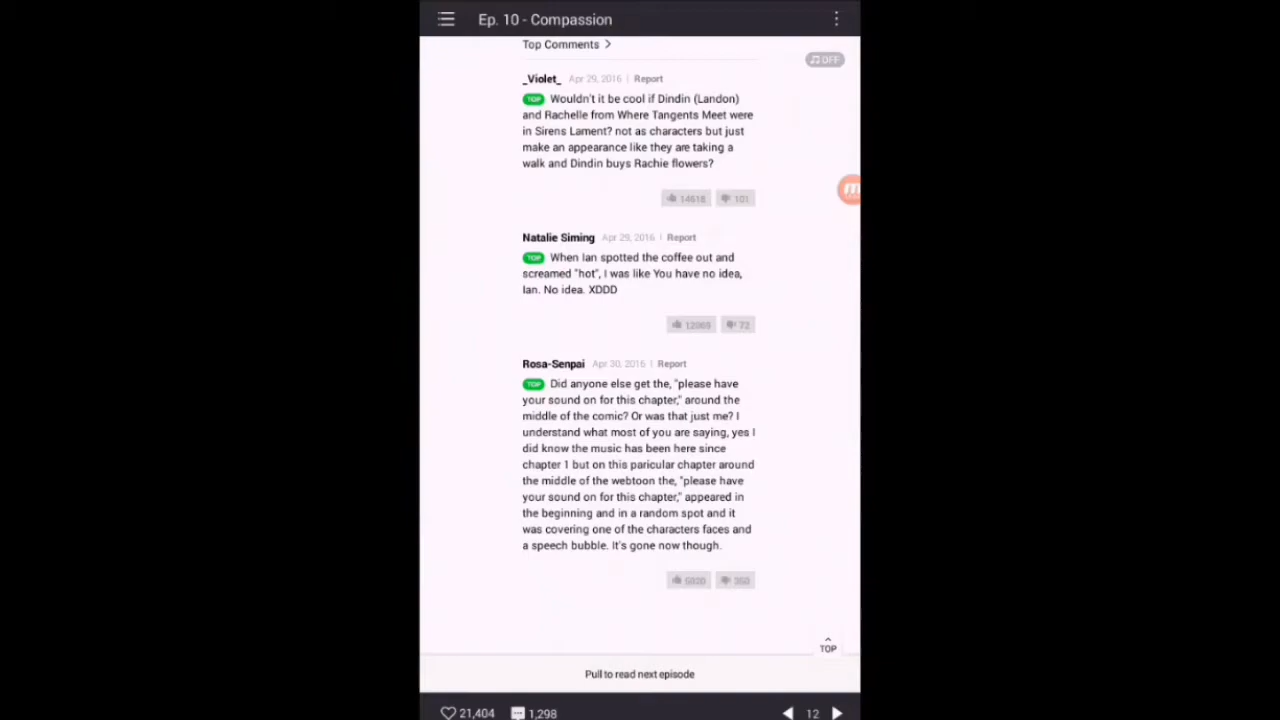 Ep. 10 - Compassion
Top Comments >
OFF
_Violet_ Apr 29, 2016 | Report
TOP Wouldn't it be cool if Dindin (Landon)
and Rachelle from Where Tangents Meet were
in Sirens Lament? not as characters but just
make an appearance like they are taking a
walk and Dindin buys Rachie flowers?
14618 101
Natalie Siming Apr 29, 2016 | Report
TOP When Ian spotted the coffee out and
screamed "hot", I was like You have no idea,
Ian. No idea. XDDD
72
Rosa-Senpai Apr 30, 2016 | Report
TOP Did anyone else get the, "please have
your sound on for this chapter," around the
middle of the comic? Or was that just me? I
understand what most of you are saying, yes I
did know the music has been here since
chapter 1 but on this paricular chapter around
the middle of the webtoon the, "please have
your sound on for this chapter," appeared in
the beginning and in a random spot and it
was covering one of the characters faces and
a speech bubble. It's gone now though.
TOP
Pull to read next episode
21,404 1,298 12